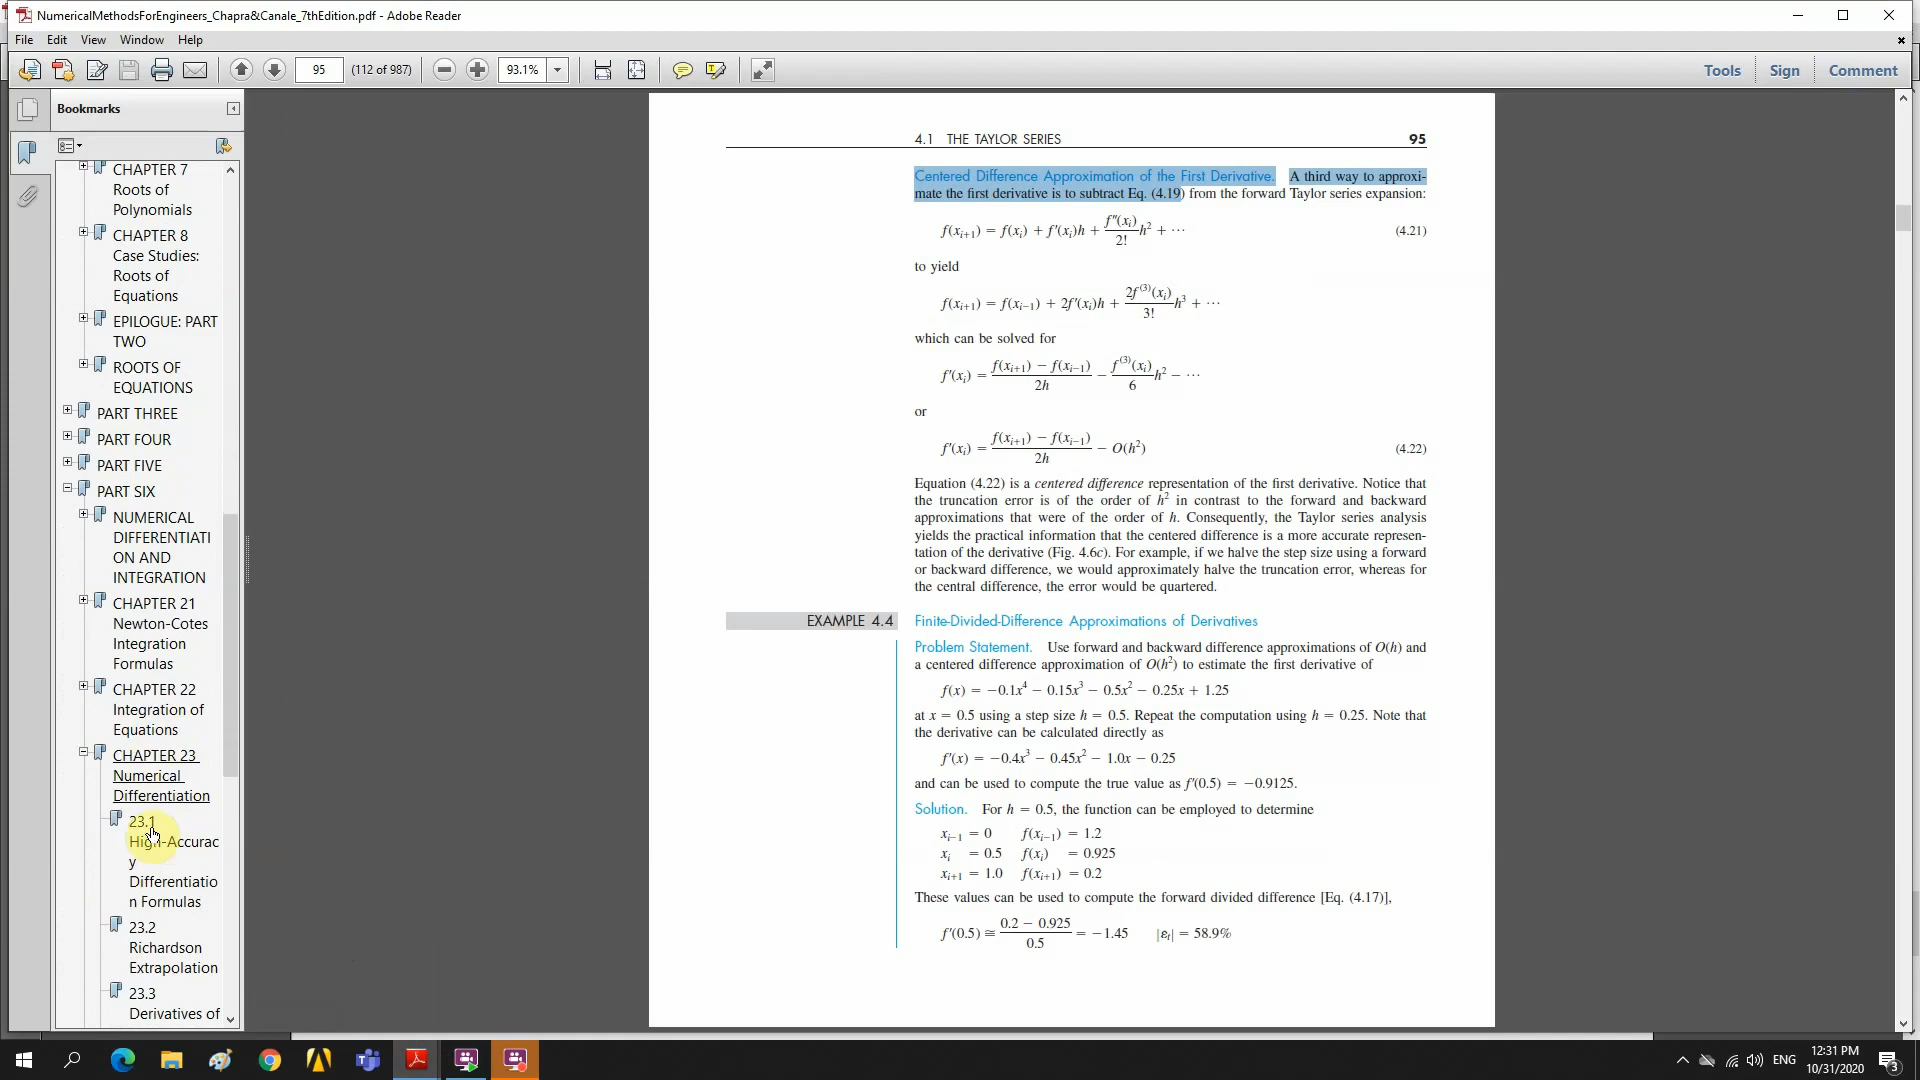 NumericalMethodsForEngineers_Chapra&Canale_7thEdition.pdf - Adobe Reader
File Edit View Window Help
95 (112 of 987) 93.1% Tools Sign Comment
Bookmarks
CHAPTER 7
Roots of
Polynomials
CHAPTER 8
Case Studies:
Roots of
Equations
EPILOGUE: PART
TWO
ROOTS OF
EQUATIONS
PART THREE
PART FOUR
PART FIVE
PART SIX
NUMERICAL
DIFFERENTIATI
ON AND
INTEGRATION
CHAPTER 21
Newton-Cotes
Integration
Formulas
CHAPTER 22
Integration of
Equations
CHAPTER 23
Numerical
Differentiation
23.1
High-Accurac
y
Differentiatio
n Formulas
23.2
Richardson
Extrapolation
23.3
Derivatives of
4.1 THE TAYLOR SERIES 95
Centered Difference Approximation of the First Derivative. A third way to approxi-
mate the first derivative is to subtract Eq. (4.19) from the forward Taylor series expansion:
f(xᵢ₊₁) = f(xᵢ) + f′(xᵢ)h + f″(xᵢ)/2! h² + ⋯ (4.21)
to yield
f(xᵢ₊₁) = f(xᵢ₋₁) + 2f′(xᵢ)h + 2f⁽³⁾(xᵢ)/3! h³ + ⋯
which can be solved for
f′(xᵢ) = f(xᵢ₊₁) − f(xᵢ₋₁)/2h − f⁽³⁾(xᵢ)/6 h² − ⋯
or
f′(xᵢ) = f(xᵢ₊₁) − f(xᵢ₋₁)/2h − O(h²) (4.22)
Equation (4.22) is a centered difference representation of the first derivative. Notice that
the truncation error is of the order of h² in contrast to the forward and backward
approximations that were of the order of h. Consequently, the Taylor series analysis
yields the practical information that the centered difference is a more accurate represen-
tation of the derivative (Fig. 4.6c). For example, if we halve the step size using a forward
or backward difference, we would approximately halve the truncation error, whereas for
the central difference, the error would be quartered.
EXAMPLE 4.4 Finite-Divided-Difference Approximations of Derivatives
Problem Statement. Use forward and backward difference approximations of O(h) and
a centered difference approximation of O(h²) to estimate the first derivative of
f(x) = −0.1x⁴ − 0.15x³ − 0.5x² − 0.25x + 1.25
at x = 0.5 using a step size h = 0.5. Repeat the computation using h = 0.25. Note that
the derivative can be calculated directly as
f′(x) = −0.4x³ − 0.45x² − 1.0x − 0.25
and can be used to compute the true value as f′(0.5) = −0.9125.
Solution. For h = 0.5, the function can be employed to determine
xᵢ₋₁ = 0 f(xᵢ₋₁) = 1.2
xᵢ = 0.5 f(xᵢ) = 0.925
xᵢ₊₁ = 1.0 f(xᵢ₊₁) = 0.2
These values can be used to compute the forward divided difference [Eq. (4.17)],
f′(0.5) ≅ 0.2 − 0.925/0.5 = −1.45 |εₜ| = 58.9%
ENG
12:31 PM
10/31/2020
3